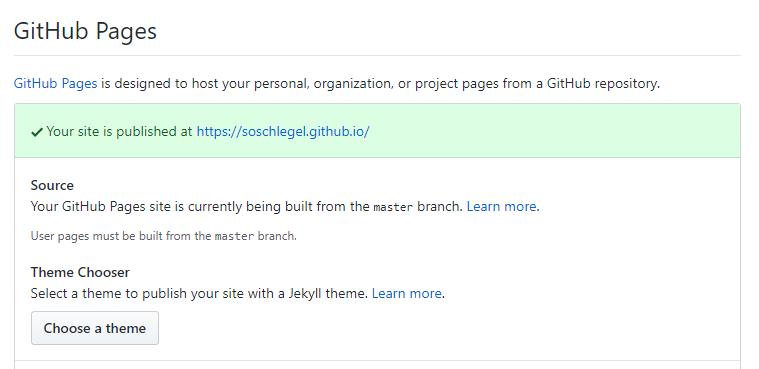 GitHub Pages
GitHub Pages is designed to host your personal, organization, or project pages from a GitHub repository.
Your site is published at https://soschlegel.github.io/
Source
Your GitHub Pages site is currently being built from the master branch. Learn more.
User pages must be built from the master branch.
Theme Chooser
Select a theme to publish your site with a Jekyll theme. Learn more.
Choose a theme